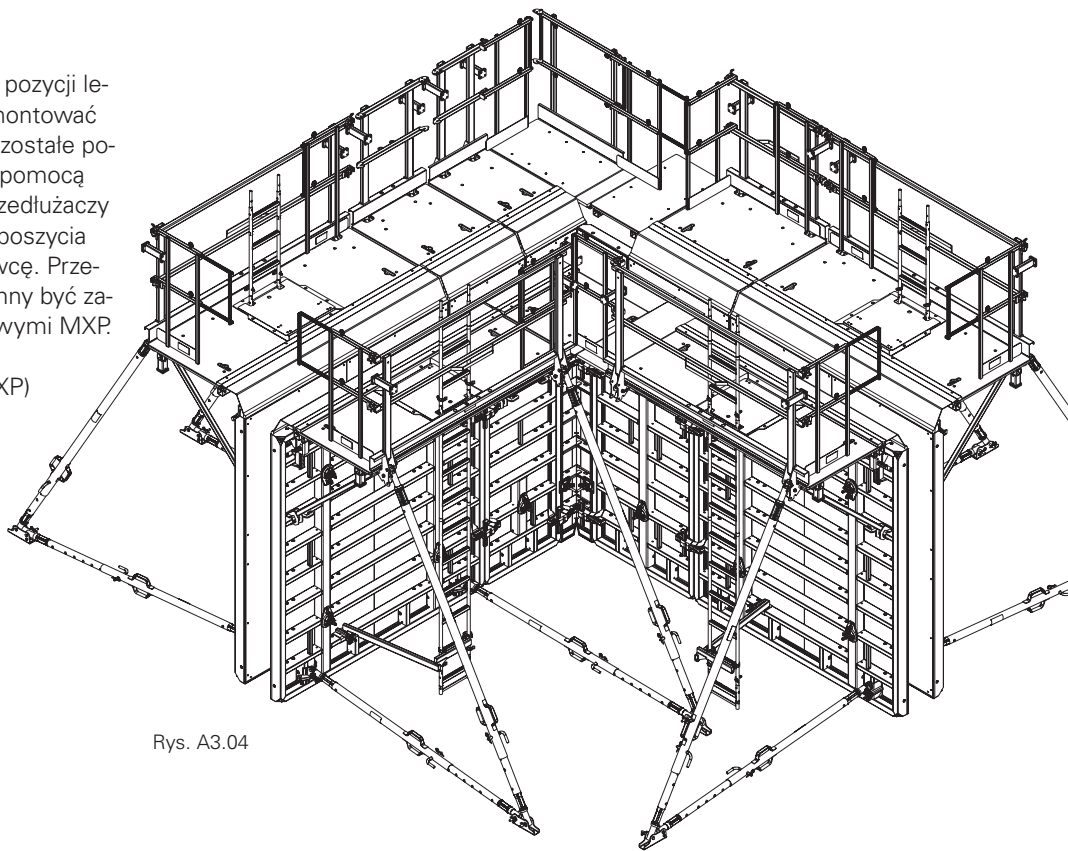 pozycji le-
montować
zostałe po-
pomocą
zedłużaczy
poszycia
wcę. Prze-
nny być za-
wymi MXP.
XP)
Rys. A3.04